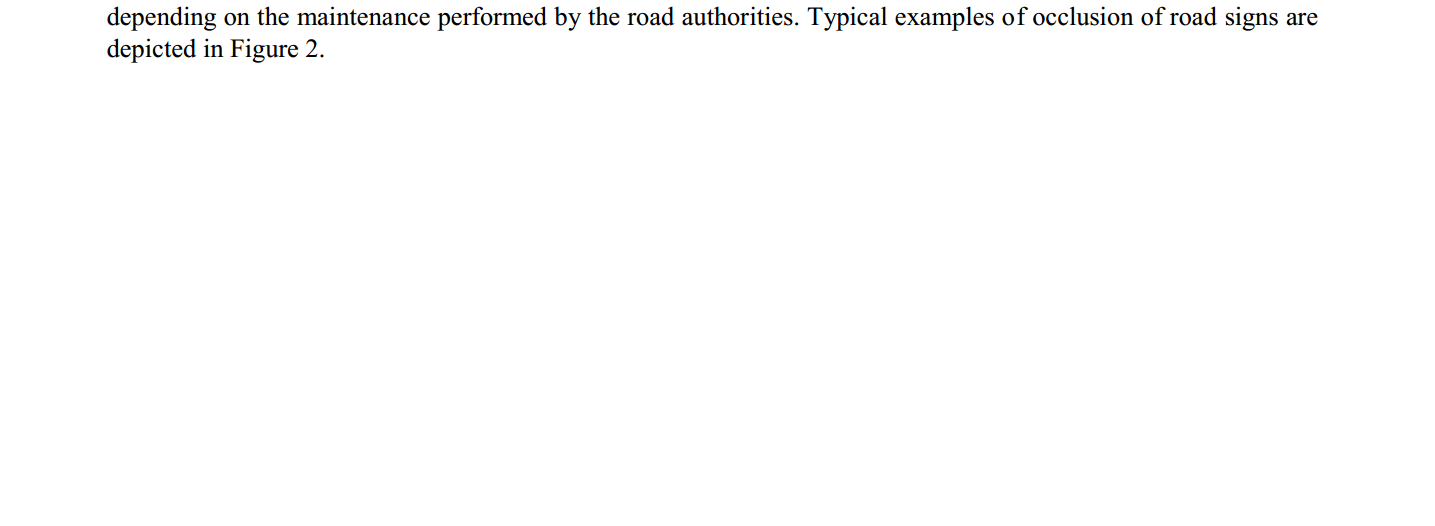 depending on the maintenance performed by the road authorities. Typical examples of occlusion of road signs are
depicted in Figure 2.